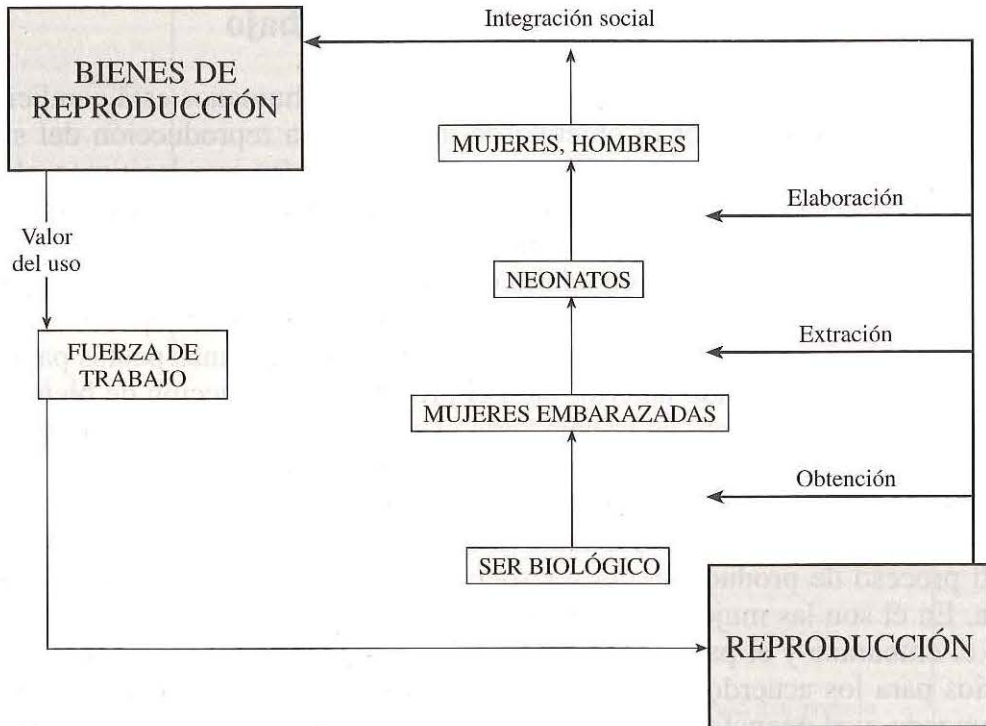 Integración social
BIENES DE
REPRODUCCIÓN
MUJERES, HOMBRES
Elaboración
Valor
del uso
NEONATOS
FUERZA DE
TRABAJO
Extracción
MUJERES EMBARAZADAS
Obtención
SER BIOLÓGICO
REPRODUCCIÓN